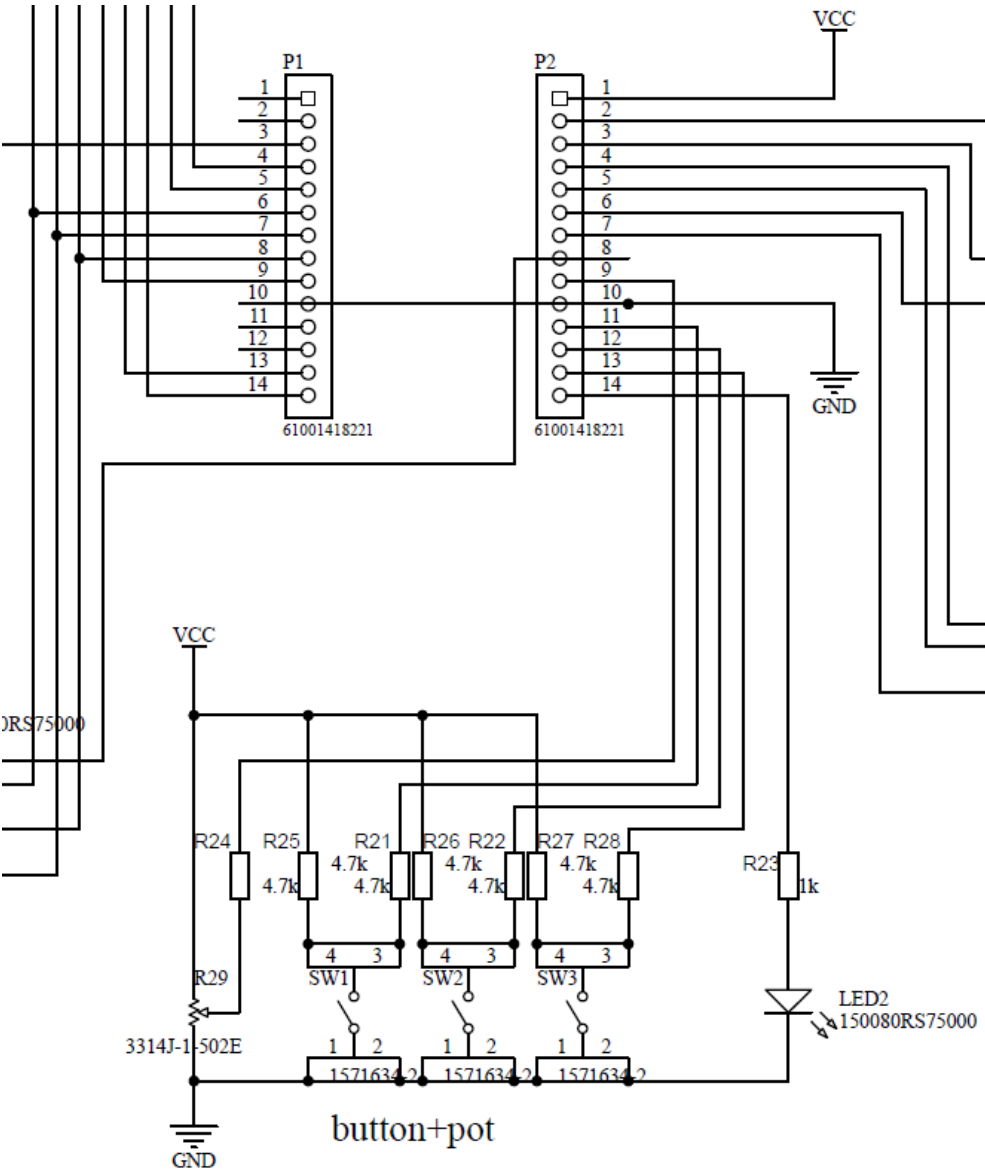 VCC
P1
P2
1
1
2
2
3
3
4
4
5
5
6
6
7
7
8
8
9
9
10
10
11
11
12
12
13
13
14
14
GND
61001418221
61001418221
VCC
0RS75000
R24
R25
R21
R26
R22
R27
R28
4.7k
4.7k
4.7k
R23
4.7k
4.7k
4.7k
4.7k
1k
4
3
4
3
4
3
R29
SW1
SW2
SW3
LED2
150080RS75000
3314J-1-502E
1
2
1
2
1
2
1571634-2
1571634-2
1571634-2
button+pot
GND